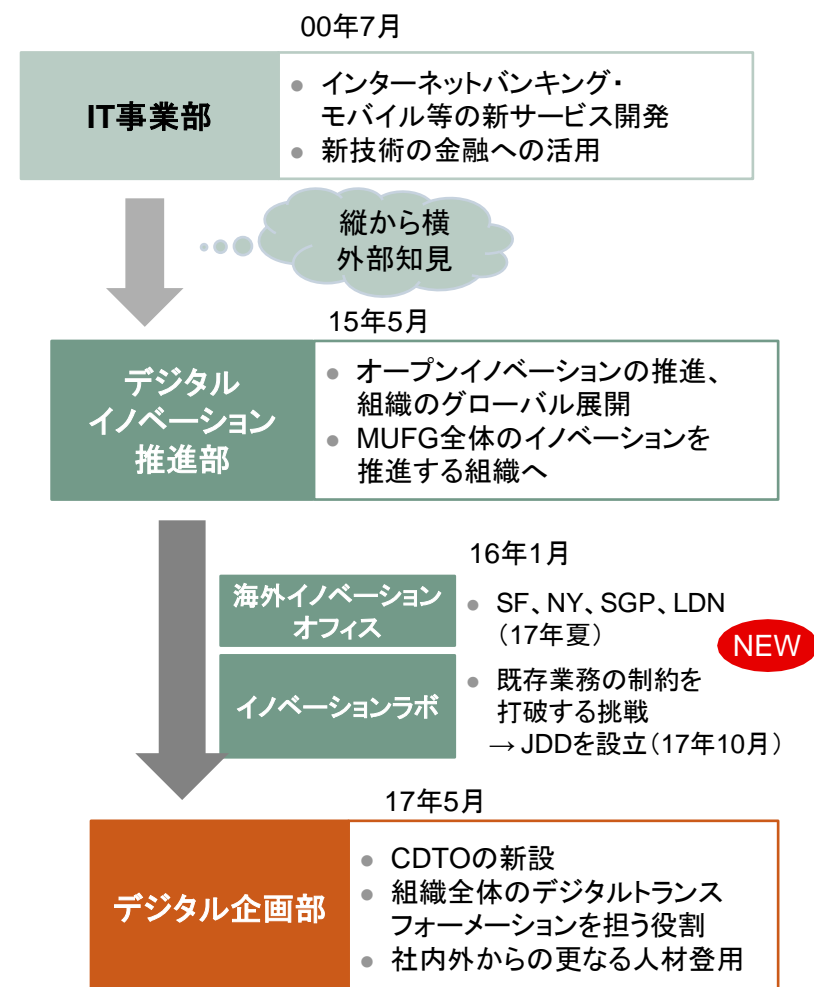 00年7月
IT事業部
● インターネットバンキング・
モバイル等の新サービス開発
● 新技術の金融への活用
縦から横
外部知見
15年5月
デジタル
イノベーション
推進部
● オープンイノベーションの推進、
組織のグローバル展開
● MUFG全体のイノベーションを
推進する組織へ
16年1月
海外イノベーション
オフィス
● SF、NY、SGP、LDN
（17年夏）
NEW
イノベーションラボ
● 既存業務の制約を
打破する挑戦
→ JDDを設立（17年10月）
17年5月
デジタル企画部
● CDTOの新設
● 組織全体のデジタルトランス
フォーメーションを担う役割
● 社内外からの更なる人材登用